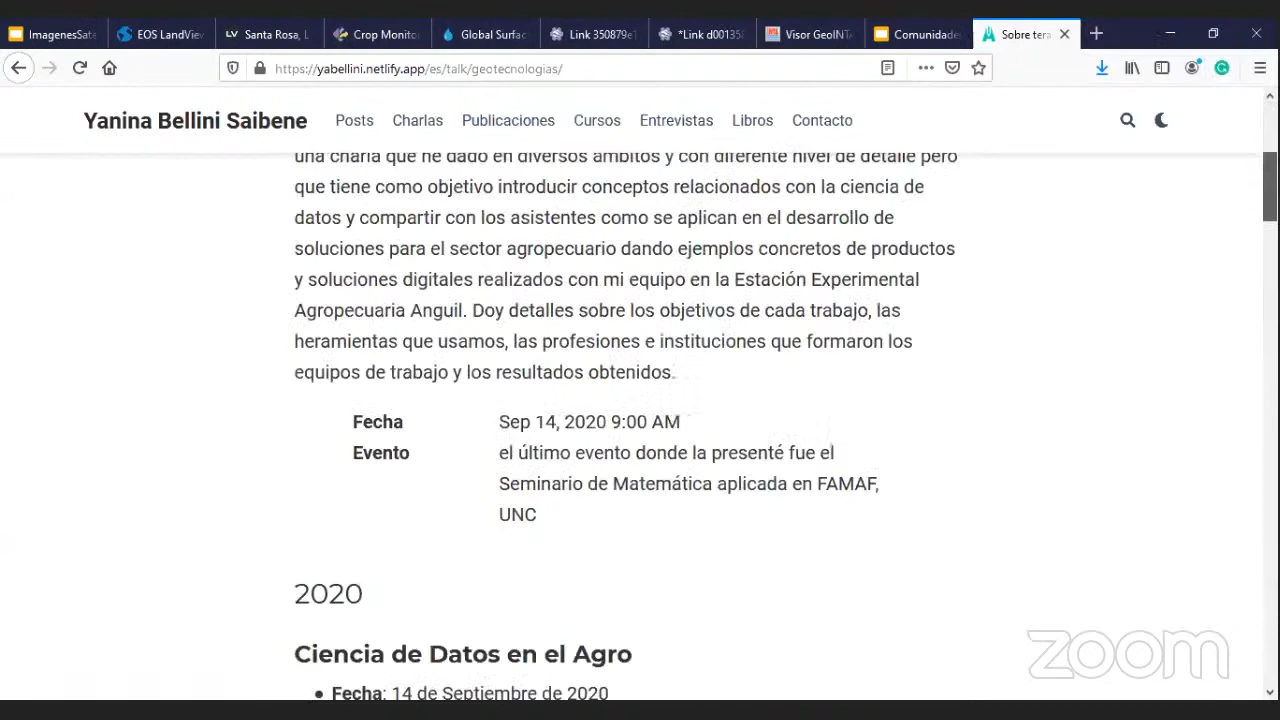 ImagenesSate
EOS LandView
Santa Rosa, L
Crop Monitor
Global Surfac
Link 350879e1
*Link d00135
Visor GeoINTA
Comunidades
Sobre tera
https://yabellini.netlify.app/es/talk/geotecnologias/
Yanina Bellini Saibene
Posts Charlas Publicaciones Cursos Entrevistas Libros Contacto
una charla que he dado en diversos ámbitos y con diferente nivel de detalle pero
que tiene como objetivo introducir conceptos relacionados con la ciencia de
datos y compartir con los asistentes como se aplican en el desarrollo de
soluciones para el sector agropecuario dando ejemplos concretos de productos
y soluciones digitales realizados con mi equipo en la Estación Experimental
Agropecuaria Anguil. Doy detalles sobre los objetivos de cada trabajo, las
heramientas que usamos, las profesiones e instituciones que formaron los
equipos de trabajo y los resultados obtenidos.
Fecha Sep 14, 2020 9:00 AM
Evento el último evento donde la presenté fue el
Seminario de Matemática aplicada en FAMAF,
UNC
2020
Ciencia de Datos en el Agro
• Fecha: 14 de Septiembre de 2020
zoom